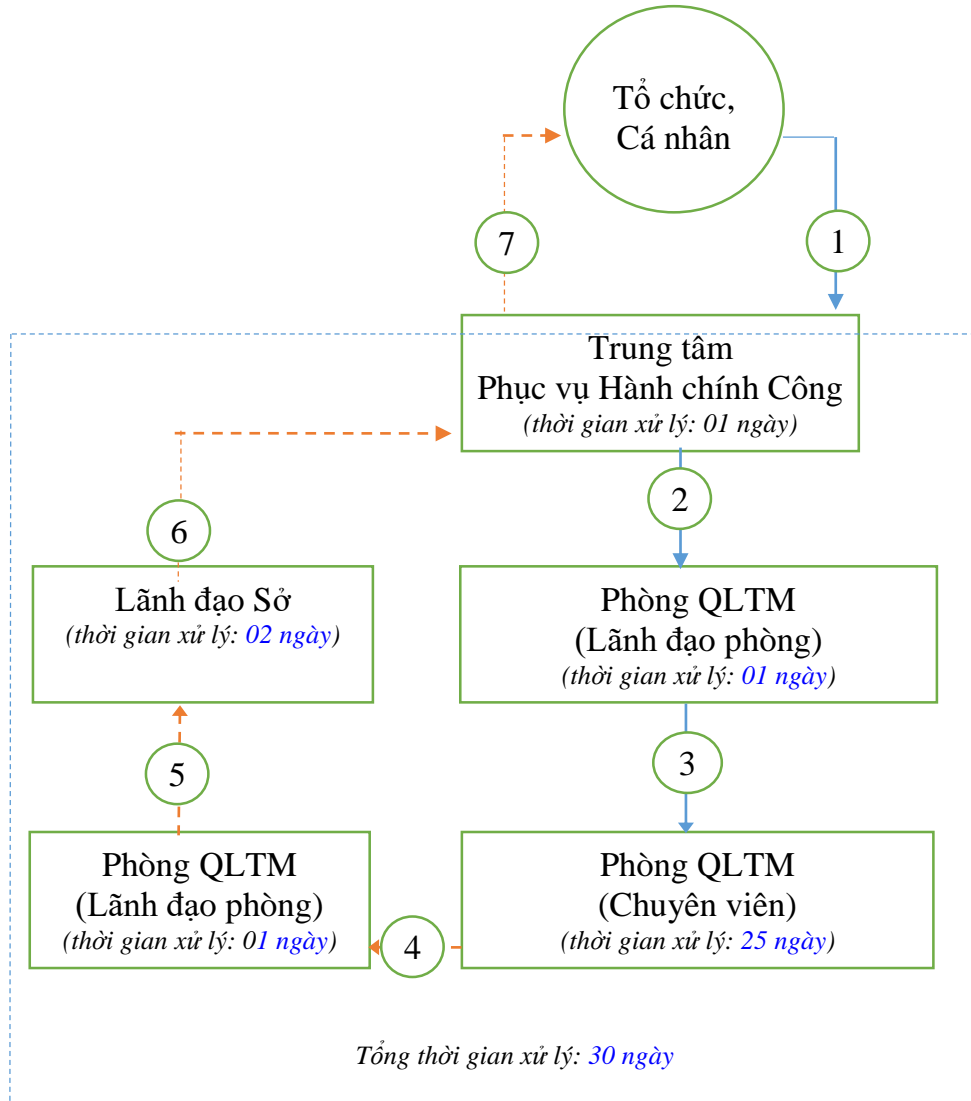 Tổ chức,
Cá nhân
7
1
Trung tâm
Phục vụ Hành chính Công
(thời gian xử lý: 01 ngày)
2
6
Lãnh đạo Sở
(thời gian xử lý: 02 ngày)
Phòng QLTM
(Lãnh đạo phòng)
(thời gian xử lý: 01 ngày)
3
5
Phòng QLTM
(Lãnh đạo phòng)
(thời gian xử lý: 01 ngày)
4
Phòng QLTM
(Chuyên viên)
(thời gian xử lý: 25 ngày)
Tổng thời gian xử lý: 30 ngày